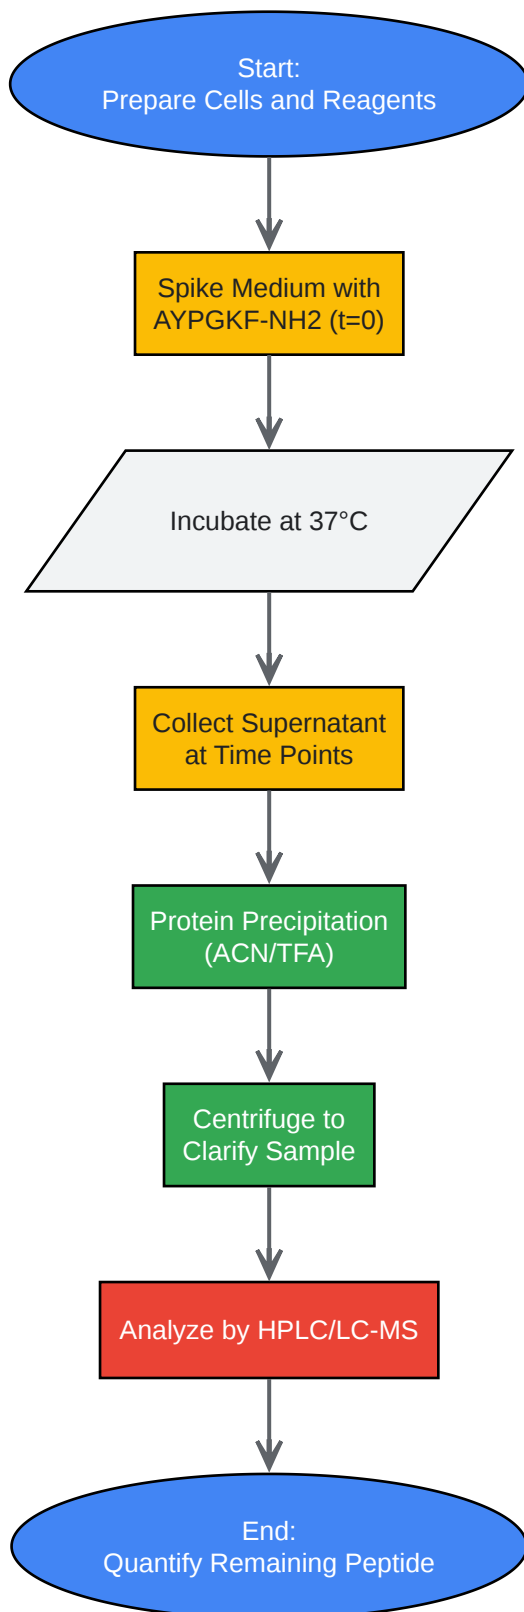 Start:
Prepare Cells and Reagents
Spike Medium with
AYPGKF-NH2 (t=0)
Incubate at 37°C
Collect Supernatant
at Time Points
Protein Precipitation
(ACN/TFA)
Centrifuge to
Clarify Sample
Analyze by HPLC/LC-MS
End:
Quantify Remaining Peptide